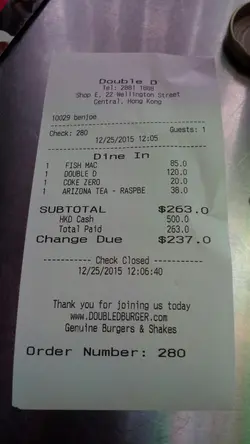 Double D
Tel: 2881 1888
Shop E, 22 Wellington Street
Central, Hong Kong
10029 benjoe
Check: 280 Guests: 1
12/25/2015 12:05
Dine In
1 FISH MAC 85.0
1 DOUBLE D 120.0
1 COKE ZERO 20.0
1 ARIZONA TEA - RASPBE 38.0
SUBTOTAL $263.0
HKD Cash 500.0
Total Paid 263.0
Change Due $237.0
----------- Check Closed -----------
12/25/2015 12:06:40
Thank you for joining us today
www.DOUBLEDBURGER.com
Genuine Burgers & Shakes
Order Number: 280